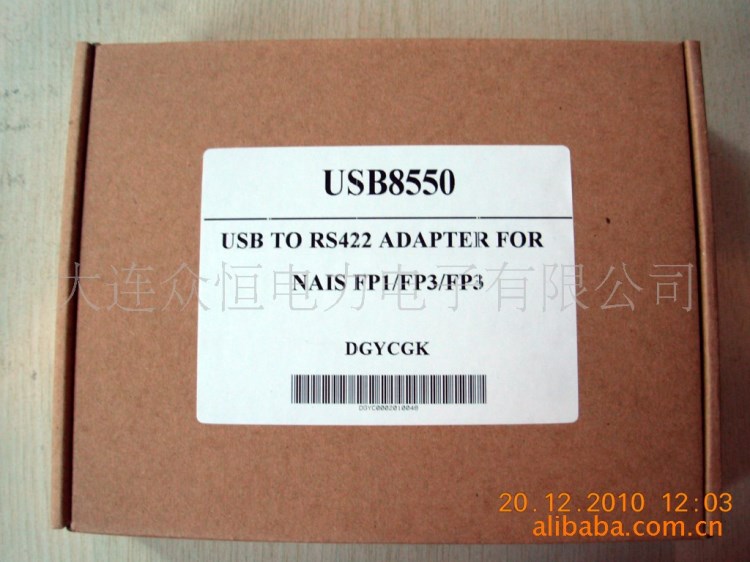 USB8550
USB TO RS422 ADAPTER FOR
大连众恒电力电子有限公司
NAIS FP1/FP3/FP3
DGYCGK
DGYC0002010048
20.12.2010 12:03
alibaba.com.cn